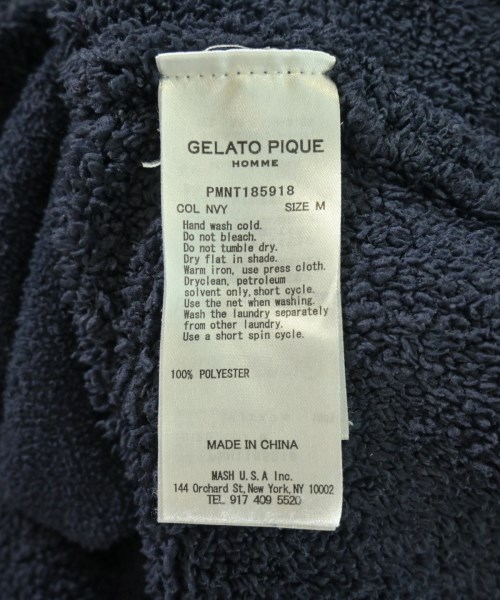 GELATO PIQUE
HOMME
PMNT185918
COL NVY SIZE M
Hand wash cold.
Do not bleach.
Do not tumble dry.
Dry flat in shade.
Warm iron, use press cloth.
Dryclean, petroleum
solvent only, short cycle.
Use the net when washing.
Wash the laundry separately
from other laundry.
Use a short spin cycle.
100% POLYESTER
MADE IN CHINA
MASH U.S.A Inc.
144 Orchard St, New York, NY 10002
TEL 917 409 5520